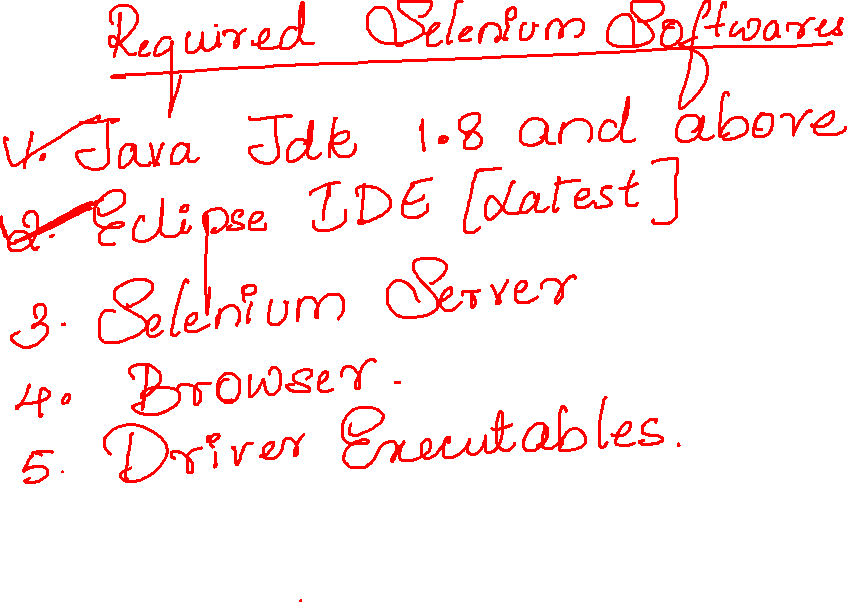 Required Selenium Softwares
1. Java Jdk 1.8 and above
2. Eclipse IDE [Latest]
3. Selenium Server
4. Browser.
5. Driver Executables.